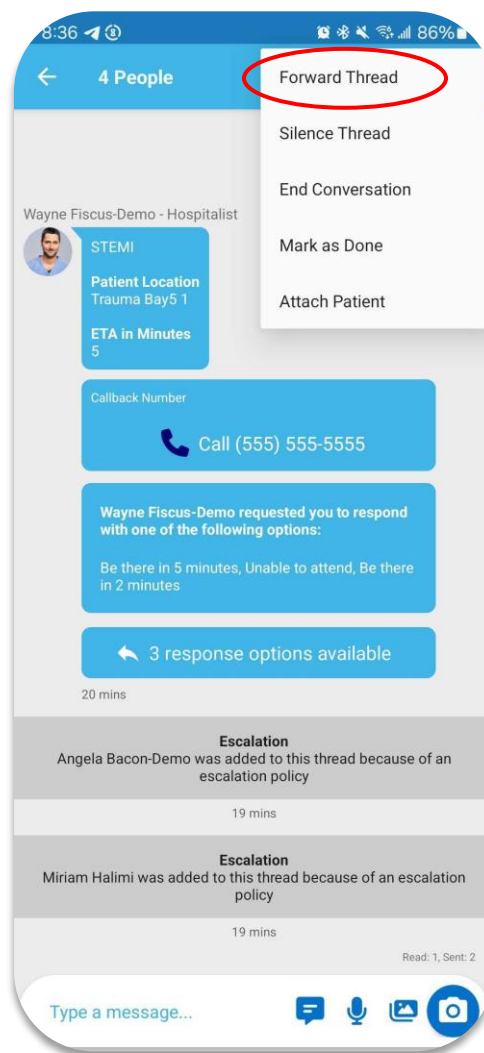 8:36
86%
4 People
Forward Thread
Silence Thread
End Conversation
Mark as Done
Attach Patient
Wayne Fiscus-Demo - Hospitalist
STEMI
Patient Location
Trauma Bay5 1
ETA in Minutes
5
Callback Number
Call (555) 555-5555
Wayne Fiscus-Demo requested you to respond
with one of the following options:
Be there in 5 minutes, Unable to attend, Be there
in 2 minutes
3 response options available
20 mins
Escalation
Angela Bacon-Demo was added to this thread because of an
escalation policy
19 mins
Escalation
Miriam Halimi was added to this thread because of an escalation
policy
19 mins
Read: 1, Sent: 2
Type a message...